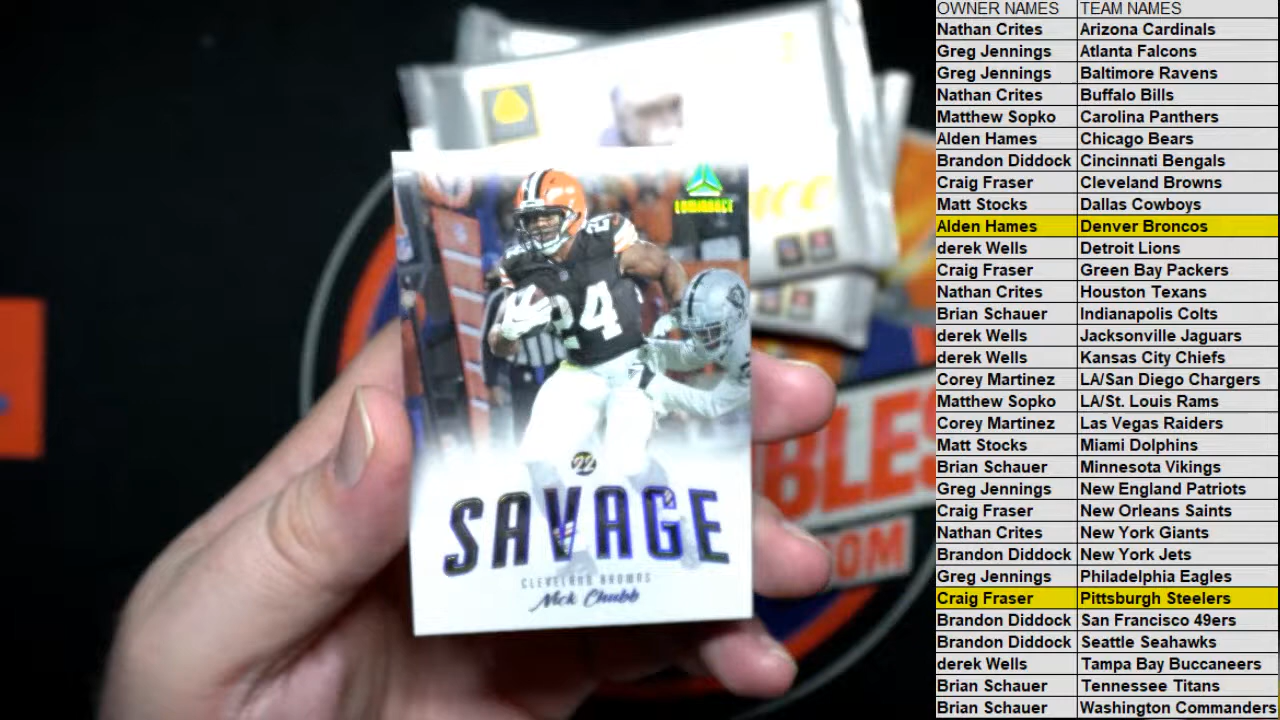 LUMINANCE
24
22
SAVAGE
CLEVELAND BROWNS
Nick Chubb
BLES
COM
OWNER NAMES TEAM NAMES
Nathan Crites Arizona Cardinals
Greg Jennings Atlanta Falcons
Greg Jennings Baltimore Ravens
Nathan Crites Buffalo Bills
Matthew Sopko Carolina Panthers
Alden Hames Chicago Bears
Brandon Diddock Cincinnati Bengals
Craig Fraser Cleveland Browns
Matt Stocks Dallas Cowboys
Alden Hames Denver Broncos
derek Wells Detroit Lions
Craig Fraser Green Bay Packers
Nathan Crites Houston Texans
Brian Schauer Indianapolis Colts
derek Wells Jacksonville Jaguars
derek Wells Kansas City Chiefs
Corey Martinez LA/San Diego Chargers
Matthew Sopko LA/St. Louis Rams
Corey Martinez Las Vegas Raiders
Matt Stocks Miami Dolphins
Brian Schauer Minnesota Vikings
Greg Jennings New England Patriots
Craig Fraser New Orleans Saints
Nathan Crites New York Giants
Brandon Diddock New York Jets
Greg Jennings Philadelphia Eagles
Craig Fraser Pittsburgh Steelers
Brandon Diddock San Francisco 49ers
Brandon Diddock Seattle Seahawks
derek Wells Tampa Bay Buccaneers
Brian Schauer Tennessee Titans
Brian Schauer Washington Commanders